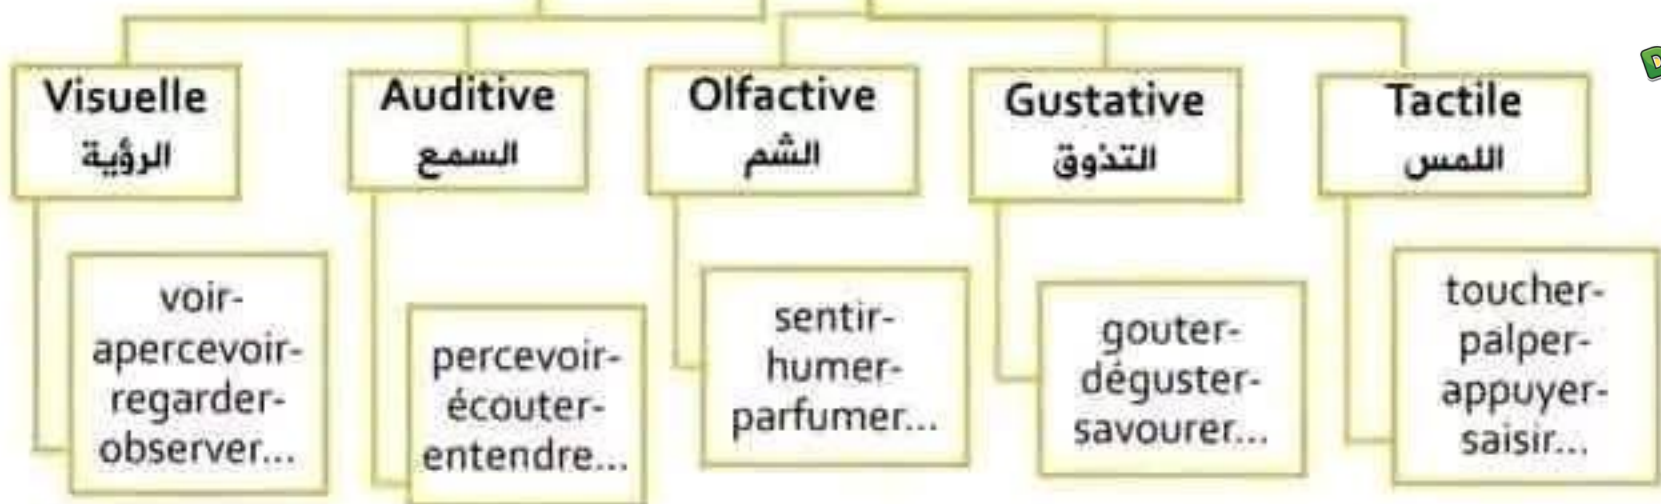 Visuelle
الرؤية
Auditive
السمع
Olfactive
الشم
Gustative
التذوق
Tactile
اللمس
voir-
apercevoir-
regarder-
observer...
percevoir-
écouter-
entendre...
sentir-
humer-
parfumer...
gouter-
déguster-
savourer...
toucher-
palper-
appuyer-
saisir...